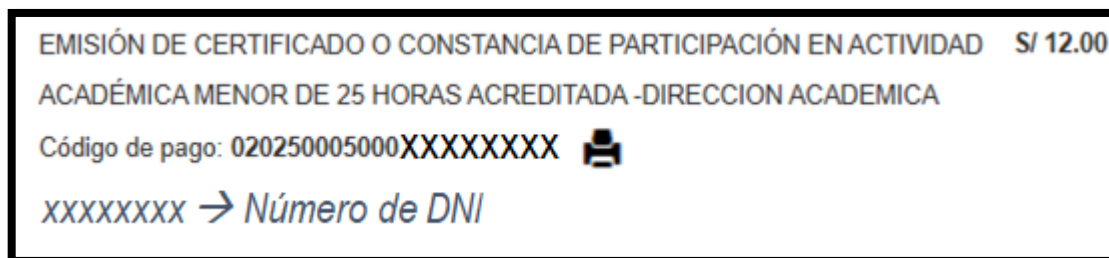 EMISIÓN DE CERTIFICADO O CONSTANCIA DE PARTICIPACIÓN EN ACTIVIDAD S/ 12.00
ACADÉMICA MENOR DE 25 HORAS ACREDITADA -DIRECCION ACADEMICA
Código de pago: 020250005000XXXXXXXX
xxxxxxxx → Número de DNI